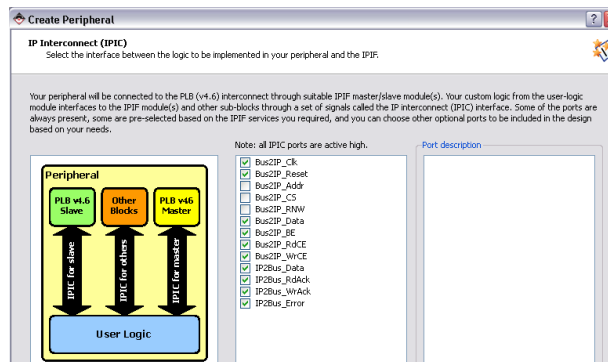 Create Peripheral
?
IP Interconnect (IPIC)
Select the interface between the logic to be implemented in your peripheral and the IPIF.
Your peripheral will be connected to the PLB (v4.6) interconnect through suitable IPIF master/slave module(s). Your custom logic from the user-logic
module interfaces to the IPIF module(s) and other sub-blocks through a set of signals called the IP interconnect (IPIC) interface. Some of the ports are
always present, some are pre-selected based on the IPIF services you required, and you can choose other optional ports to be included in the design
based on your needs.
Note: all IPIC ports are active high.
Port description
Peripheral
PLB v4.6
Slave
Other
Blocks
PLB v46
Master
IPIC for slave
IPIC for others
IPIC for master
User Logic
Bus2IP_Clk
Bus2IP_Reset
Bus2IP_Addr
Bus2IP_CS
Bus2IP_RNW
Bus2IP_Data
Bus2IP_BE
Bus2IP_RdCE
Bus2IP_WrCE
IP2Bus_Data
IP2Bus_RdAck
IP2Bus_WrAck
IP2Bus_Error